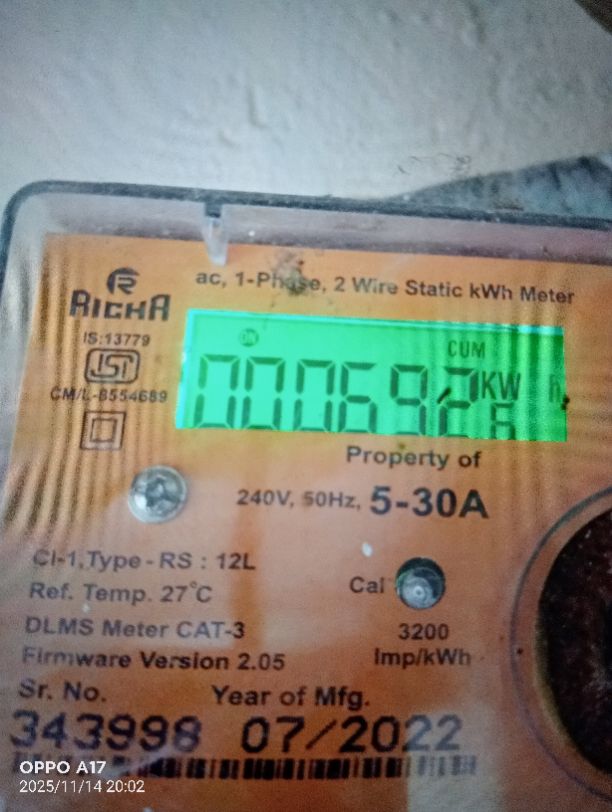 ac, 1-Phase, 2 Wire Static kWh Meter
RICHA
IS:13779
ISI
CM/L-8554689
ON
CUM
000692 KW h
Property of
240V, 50Hz, 5-30A
Cl-1,Type-RS : 12L
Ref. Temp. 27°C
Cal
DLMS Meter CAT-3
3200
Firmware Version 2.05
Imp/kWh
Sr. No.
Year of Mfg.
343998
07/2022
OPPO A17
2025/11/14 20:02